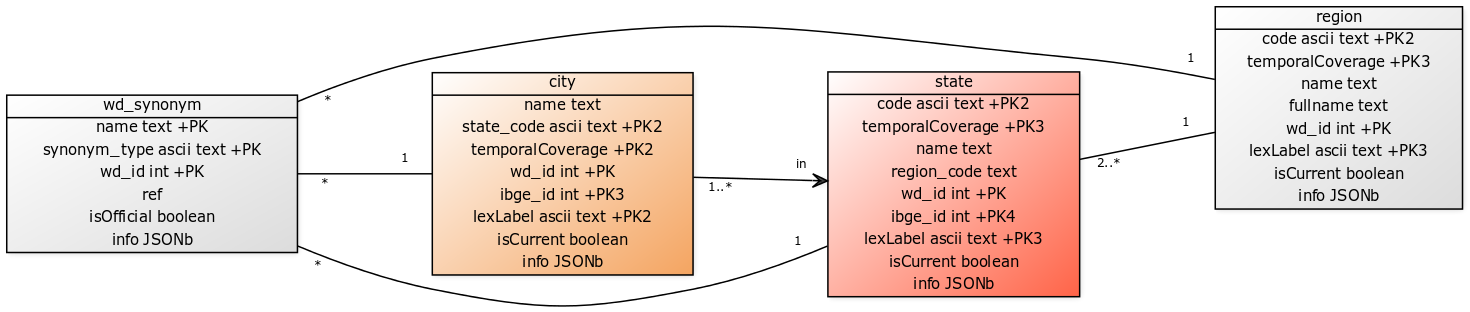 wd_synonym
name text +PK
synonym_type ascii text +PK
wd_id int +PK
ref
isOfficial boolean
info JSONb
*
*
*
1
1
1
city
name text
state_code ascii text +PK2
temporalCoverage +PK2
wd_id int +PK
ibge_id int +PK3
lexLabel ascii text +PK2
isCurrent boolean
info JSONb
1..*
in
state
code ascii text +PK2
temporalCoverage +PK3
name text
region_code text
wd_id int +PK
ibge_id int +PK4
lexLabel ascii text +PK3
isCurrent boolean
info JSONb
2..*
1
region
code ascii text +PK2
temporalCoverage +PK3
name text
fullname text
wd_id int +PK
lexLabel ascii text +PK3
isCurrent boolean
info JSONb